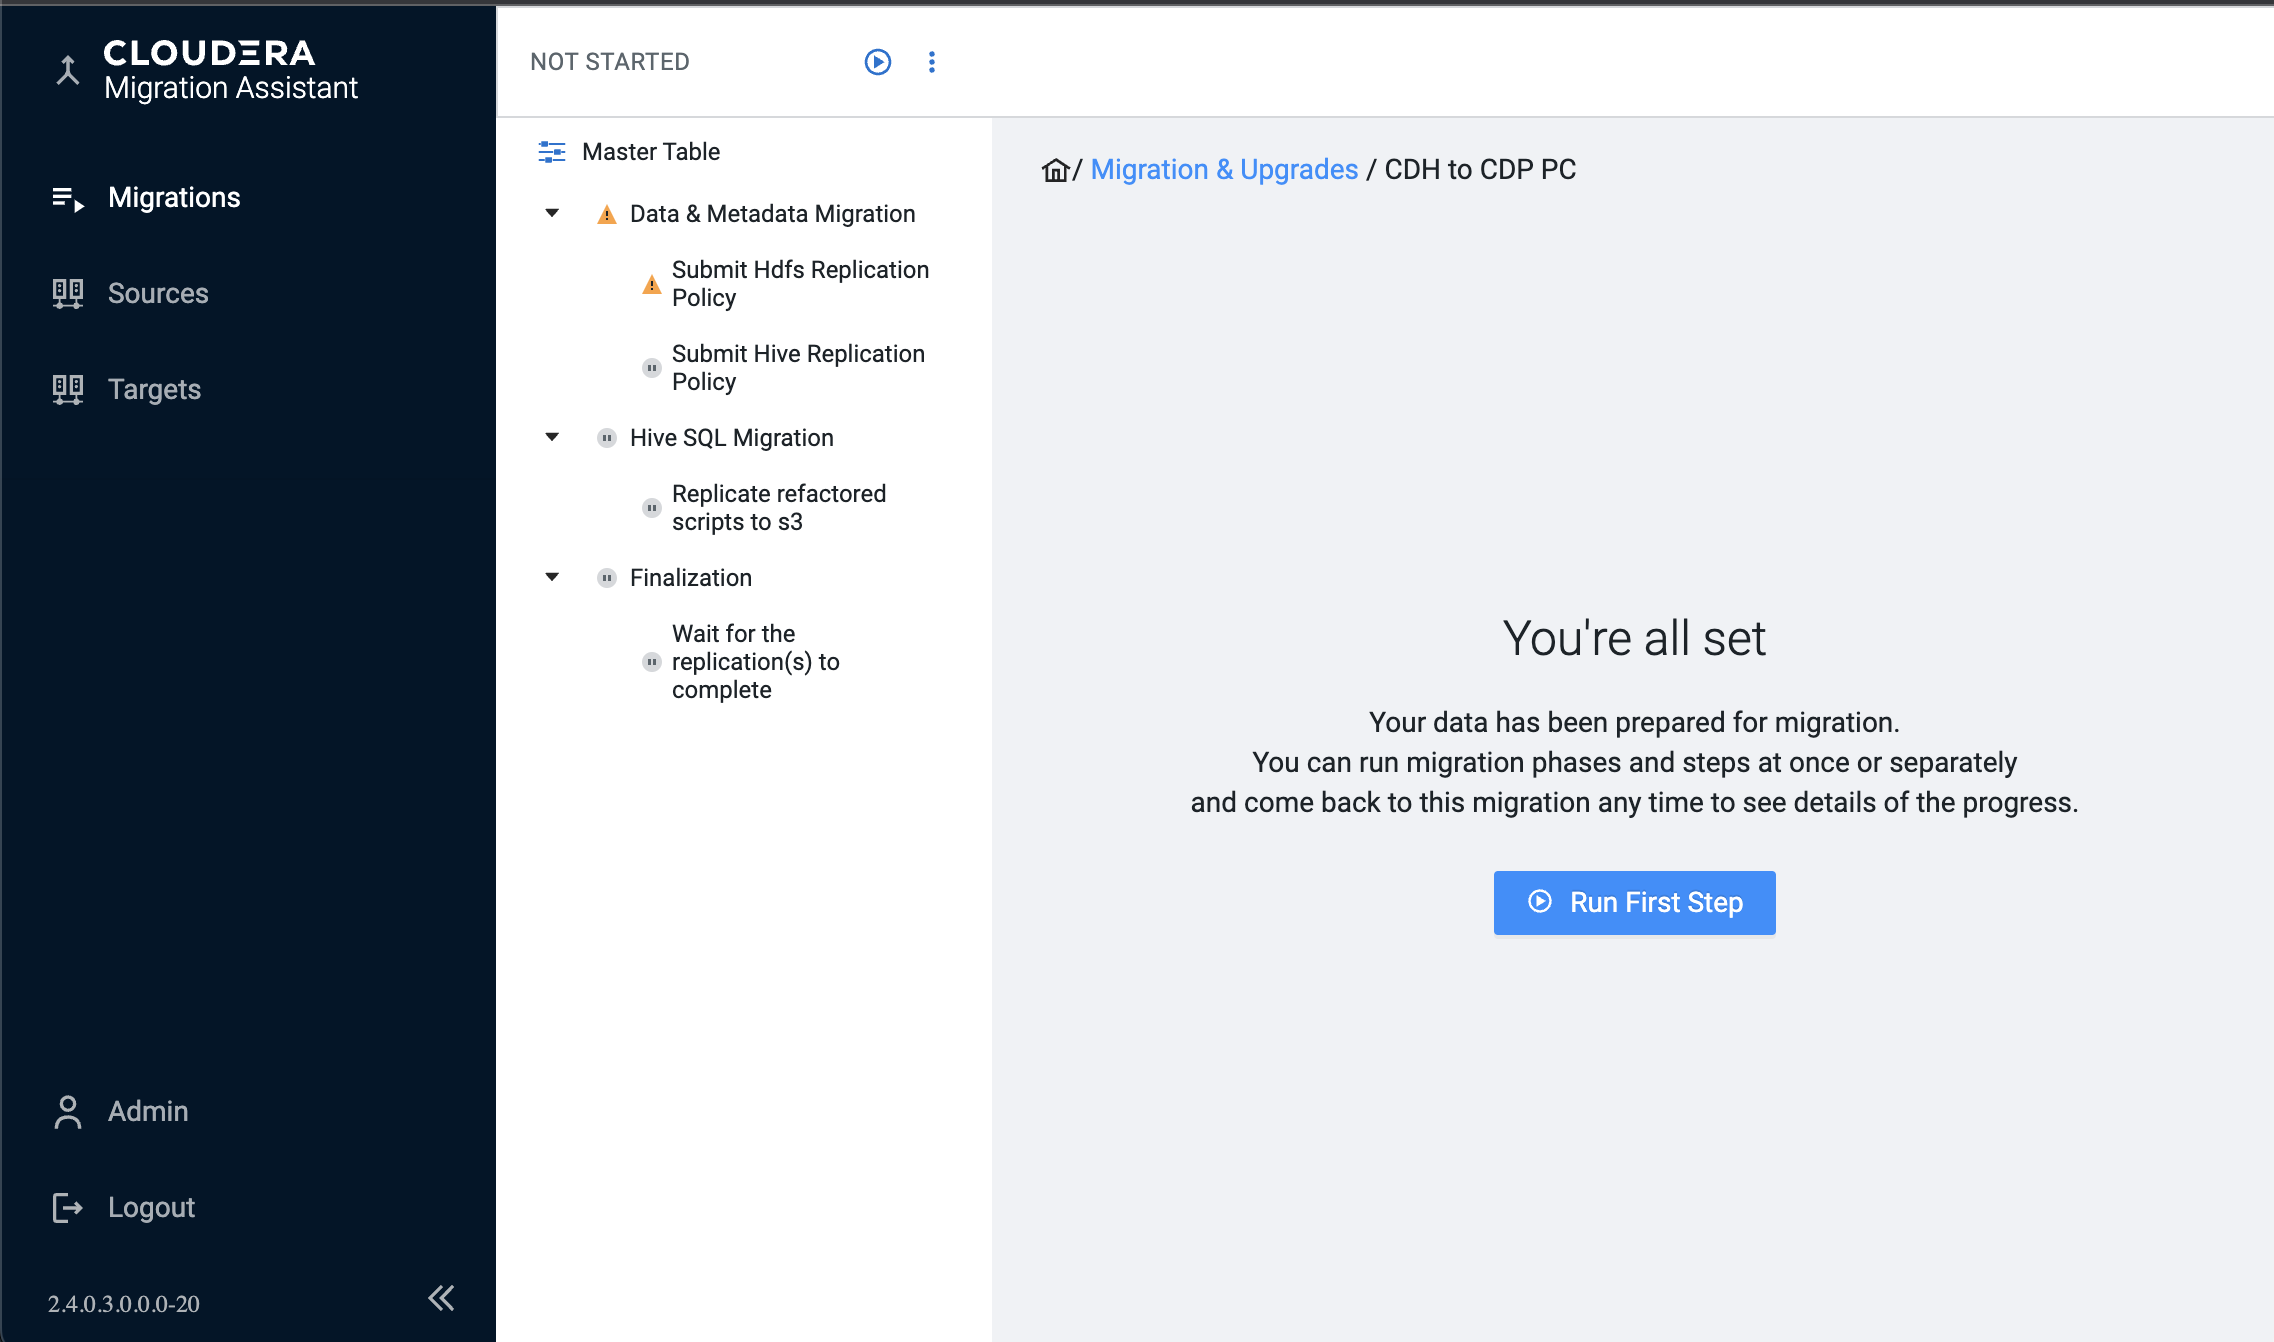 CLOUDERA
Migration Assistant
Migrations
Sources
Targets
Admin
Logout
2.4.0.3.0.0.0-20
NOT STARTED
Master Table
Data & Metadata Migration
Submit Hdfs Replication
Policy
Submit Hive Replication
Policy
Hive SQL Migration
Replicate refactored
scripts to s3
Finalization
Wait for the
replication(s) to
complete
/ Migration & Upgrades / CDH to CDP PC
You're all set
Your data has been prepared for migration.
You can run migration phases and steps at once or separately
and come back to this migration any time to see details of the progress.
Run First Step